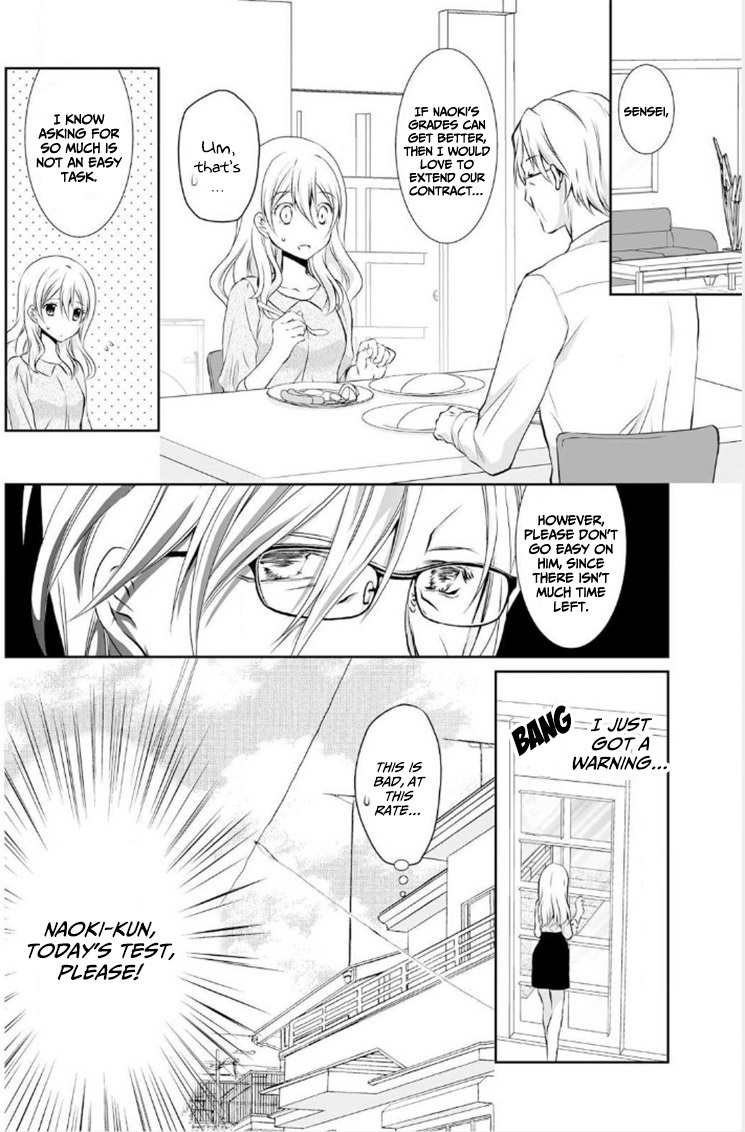 SENSEI,
IF NAOKI'S
GRADES CAN
GET BETTER,
THEN I WOULD
LOVE TO
EXTEND OUR
CONTRACT...
Um,
that's
...
I KNOW
ASKING FOR
SO MUCH IS
NOT AN EASY
TASK.
HOWEVER,
PLEASE DON'T
GO EASY ON
HIM, SINCE
THERE ISN'T
MUCH TIME
LEFT.
BANG
I JUST
GOT A
WARNING...
THIS IS
BAD, AT
THIS
RATE...
NAOKI-KUN,
TODAY'S TEST,
PLEASE!